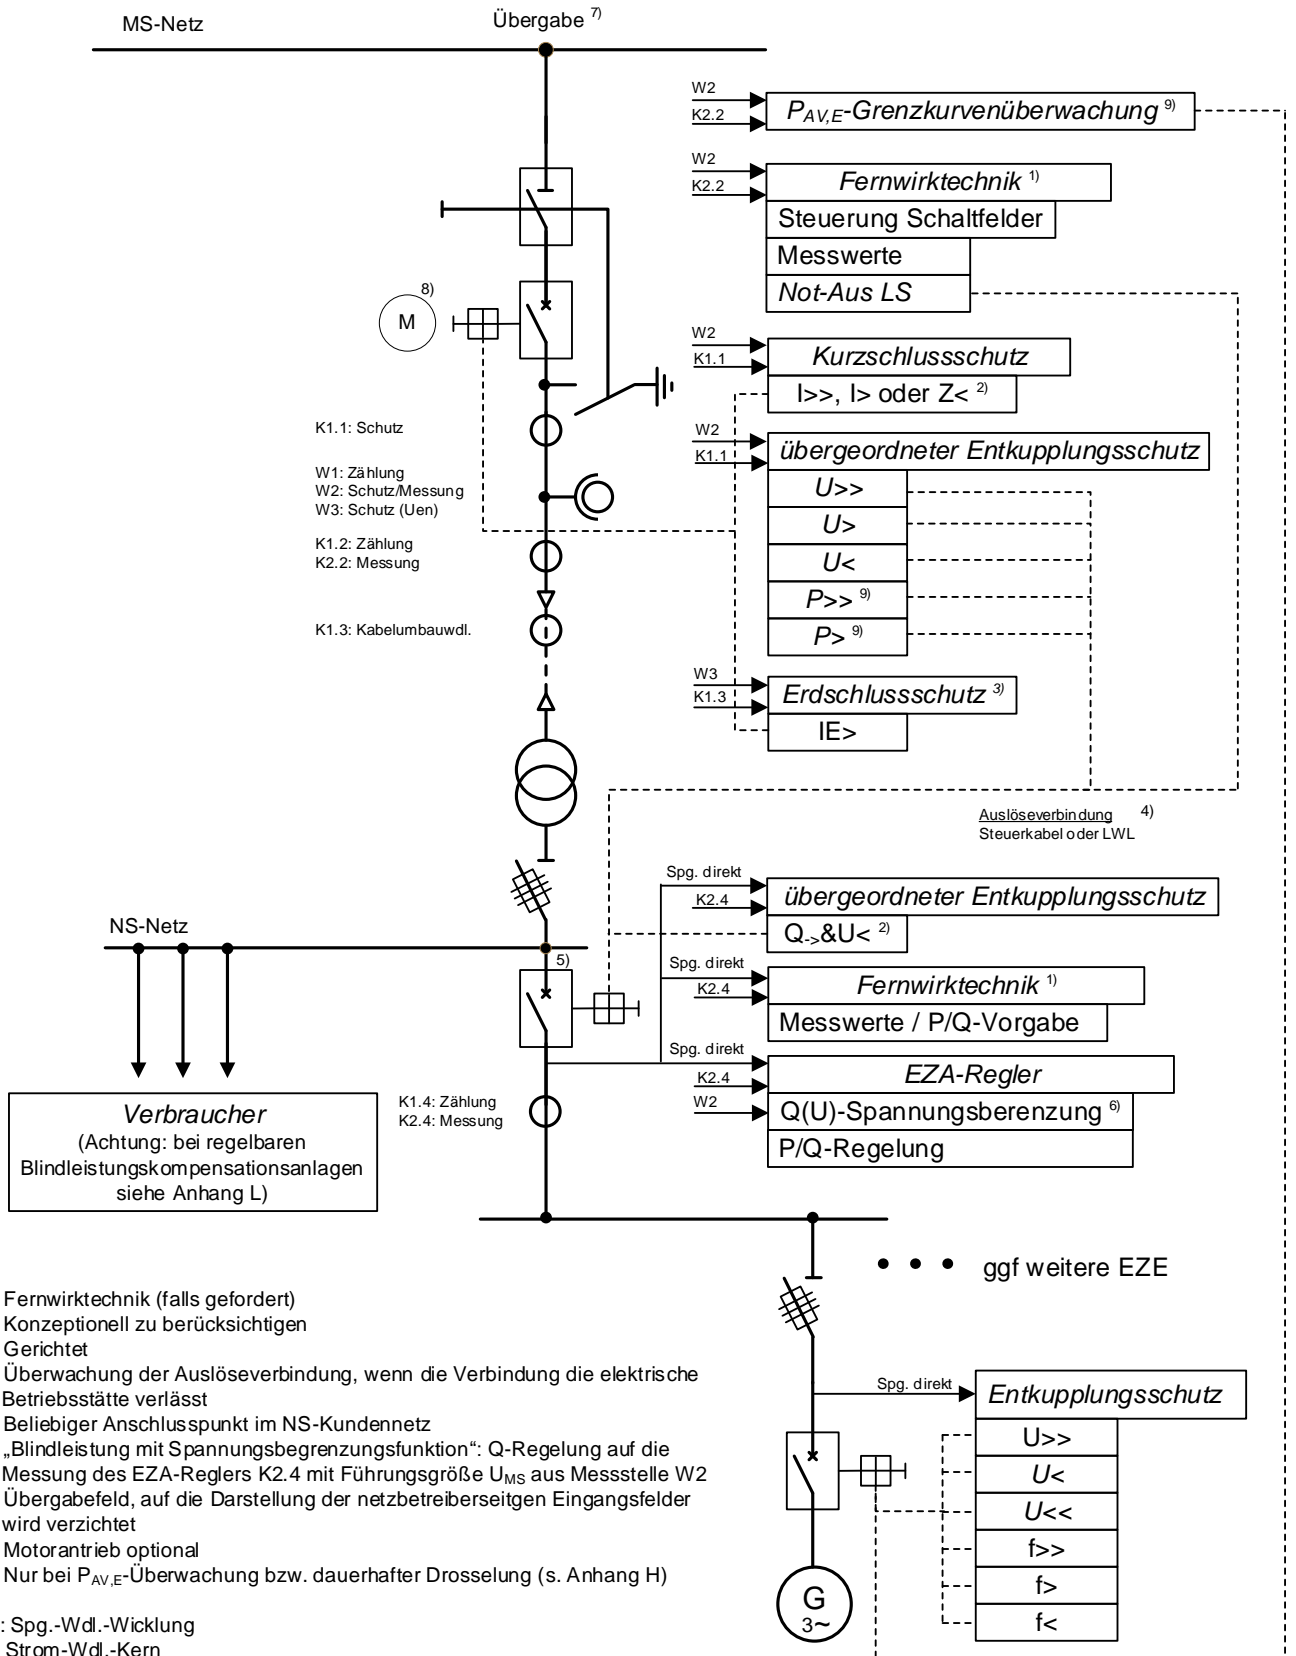 MS-Netz
Übergabe 7)
W2
K2.2
P_AV,E-Grenzkurvenüberwachung 9)
W2
K2.2
Fernwirktechnik 1)
Steuerung Schaltfelder
Messwerte
Not-Aus LS
8)
M
W2
K1.1
Kurzschlussschutz
I>>, I> oder Z< 2)
K1.1: Schutz
W1: Zählung
W2: Schutz/Messung
W3: Schutz (Uen)
K1.2: Zählung
K2.2: Messung
K1.3: Kabelumbauwdl.
W2
K1.1
übergeordneter Entkupplungsschutz
U>>
U>
U<
P>> 9)
P> 9)
W3
K1.3
Erdschlussschutz 3)
IE>
Auslöseverbindung 4)
Steuerkabel oder LWL
Spg. direkt
K2.4
übergeordneter Entkupplungsschutz
Q->&U< 2)
NS-Netz
5)
Spg. direkt
K2.4
Fernwirktechnik 1)
Messwerte / P/Q-Vorgabe
Spg. direkt
K2.4
W2
EZA-Regler
Q(U)-Spannungsberenzung 6)
P/Q-Regelung
K1.4: Zählung
K2.4: Messung
Verbraucher
(Achtung: bei regelbaren
Blindleistungskompensationsanlagen
siehe Anhang L)
ggf weitere EZE
Fernwirktechnik (falls gefordert)
Konzeptionell zu berücksichtigen
Gerichtet
Überwachung der Auslöseverbindung, wenn die Verbindung die elektrische
Betriebsstätte verlässt
Beliebiger Anschlusspunkt im NS-Kundennetz
„Blindleistung mit Spannungsbegrenzungsfunktion“: Q-Regelung auf die
Messung des EZA-Reglers K2.4 mit Führungsgröße U_MS aus Messstelle W2
Übergabefeld, auf die Darstellung der netzbetreiberseitgen Eingangsfelder
wird verzichtet
Motorantrieb optional
Nur bei P_AV,E-Überwachung bzw. dauerhafter Drosselung (s. Anhang H)
: Spg.-Wdl.-Wicklung
Strom-Wdl.-Kern
Spg. direkt
Entkupplungsschutz
U>>
U<
U<<
f>>
f>
f<
G
3~